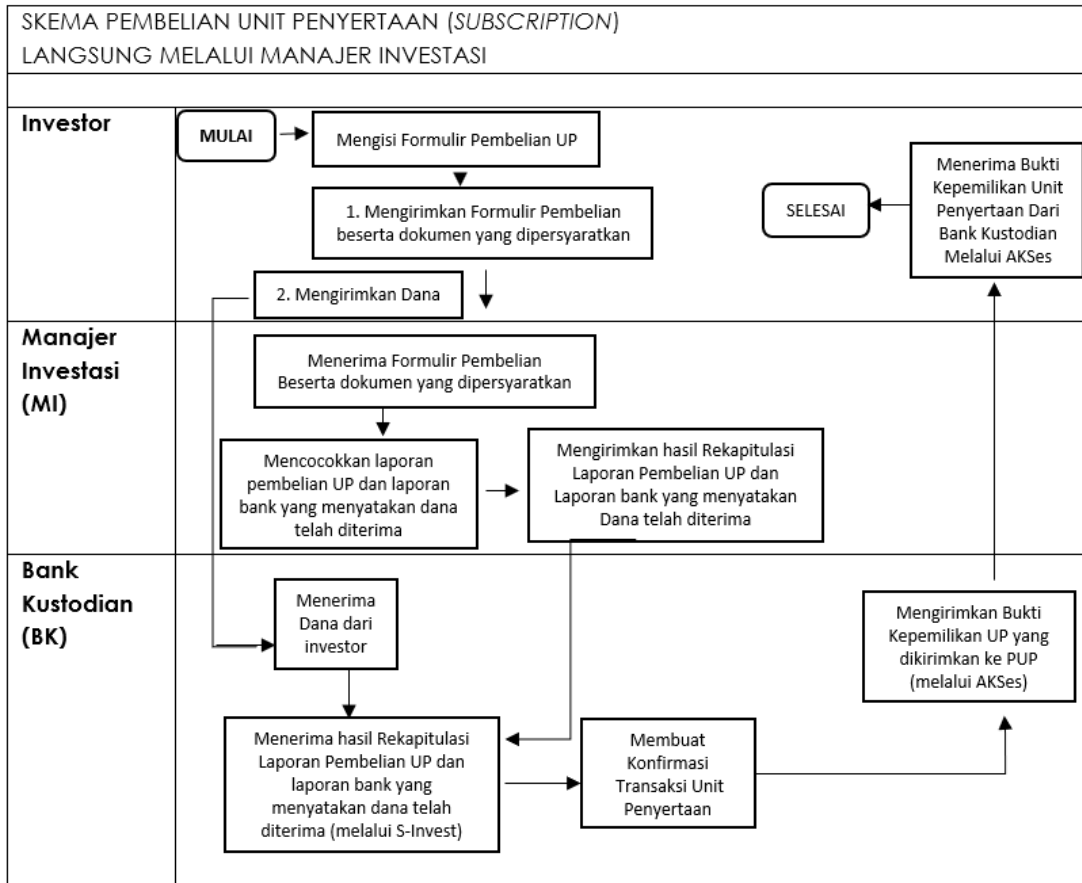 SKEMA PEMBELIAN UNIT PENYERTAAN (SUBSCRIPTION)
LANGSUNG MELALUI MANAJER INVESTASI
Investor
MULAI
Mengisi Formulir Pembelian UP
1. Mengirimkan Formulir Pembelian
beserta dokumen yang dipersyaratkan
2. Mengirimkan Dana
SELESAI
Menerima Bukti
Kepemilikan Unit
Penyertaan Dari
Bank Kustodian
Melalui AKSes
Manajer
Investasi
(MI)
Menerima Formulir Pembelian
Beserta dokumen yang dipersyaratkan
Mencocokkan laporan
pembelian UP dan laporan
bank yang menyatakan dana
telah diterima
Mengirimkan hasil Rekapitulasi
Laporan Pembelian UP dan
Laporan bank yang menyatakan
Dana telah diterima
Bank
Kustodian
(BK)
Menerima
Dana dari
investor
Menerima hasil Rekapitulasi
Laporan Pembelian UP dan
laporan bank yang
menyatakan dana telah
diterima (melalui S-Invest)
Membuat
Konfirmasi
Transaksi Unit
Penyertaan
Mengirimkan Bukti
Kepemilikan UP yang
dikirimkan ke PUP
(melalui AKSes)